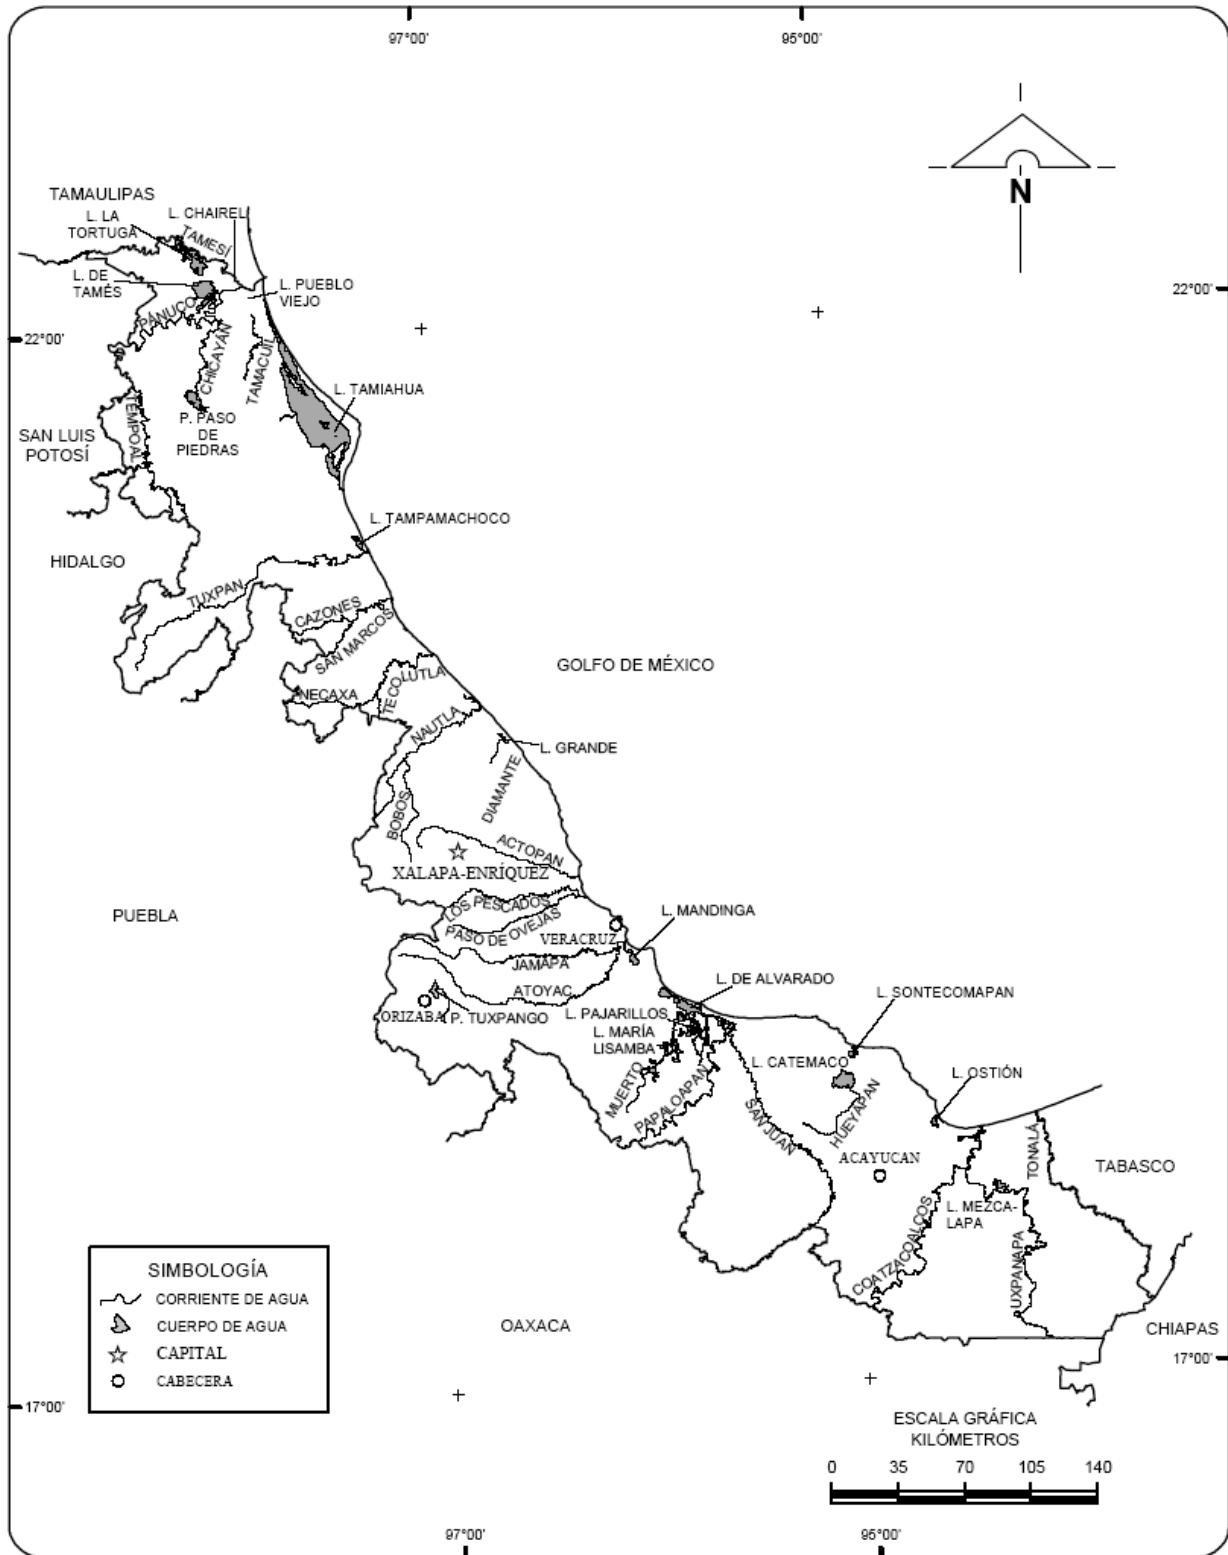 97°00'
95°00'
N
TAMAULIPAS
L. LA
TORTUGA
L. CHAIREL
TAMESÍ
L. DE
TAMÉS
L. PUEBLO
VIEJO
22°00'
PÁNUCO
22°00'
CHICAYÁN
TAMACUIL
L. TAMIAHUA
TEMPOAL
P. PASO
DE
PIEDRAS
SAN LUIS
POTOSÍ
L. TAMPAMACHOCO
HIDALGO
TUXPAN
CAZONES
SAN MARCOS
GOLFO DE MÉXICO
NECAXA
TECOLUTLA
NAUTLA
L. GRANDE
DIAMANTE
BOBOS
ACTOPAN
XALAPA-ENRÍQUEZ
PUEBLA
LOS PESCADOS
PASO DE OVEJAS
VERACRUZ
L. MANDINGA
JAMAPA
ATOYAC
L. DE ALVARADO
L. SONTECOMAPAN
ORIZABA
P. TUXPANGO
L. PAJARILLOS
L. MARÍA
LISAMBA
L. CATEMACO
L. OSTIÓN
MUERTO
PAPALOAPAN
SAN JUAN
HUEYAPAN
ACAYUCAN
TONALÁ
TABASCO
COATZACOALCOS
L. MEZCA-
LAPA
UXPANAPA
SIMBOLOGÍA
CORRIENTE DE AGUA
CUERPO DE AGUA
CAPITAL
CABECERA
OAXACA
CHIAPAS
17°00'
17°00'
ESCALA GRÁFICA
KILÓMETROS
0 35 70 105 140
97°00'
95°00'